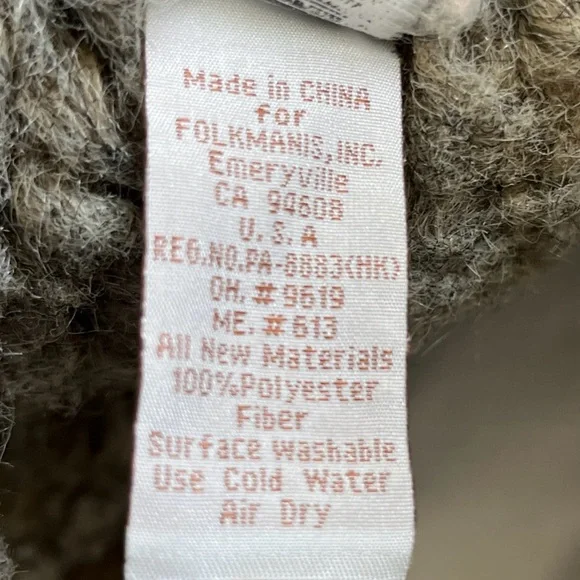 Made in CHINA
for
FOLKMANIS, INC.
Emeryville
CA 94608
U.S.A
REG.NO.PA-8883(HK)
OH.#9619
ME.#613
All New Materials
100%Polyester
Fiber
Surface washable
Use Cold Water
Air Dry